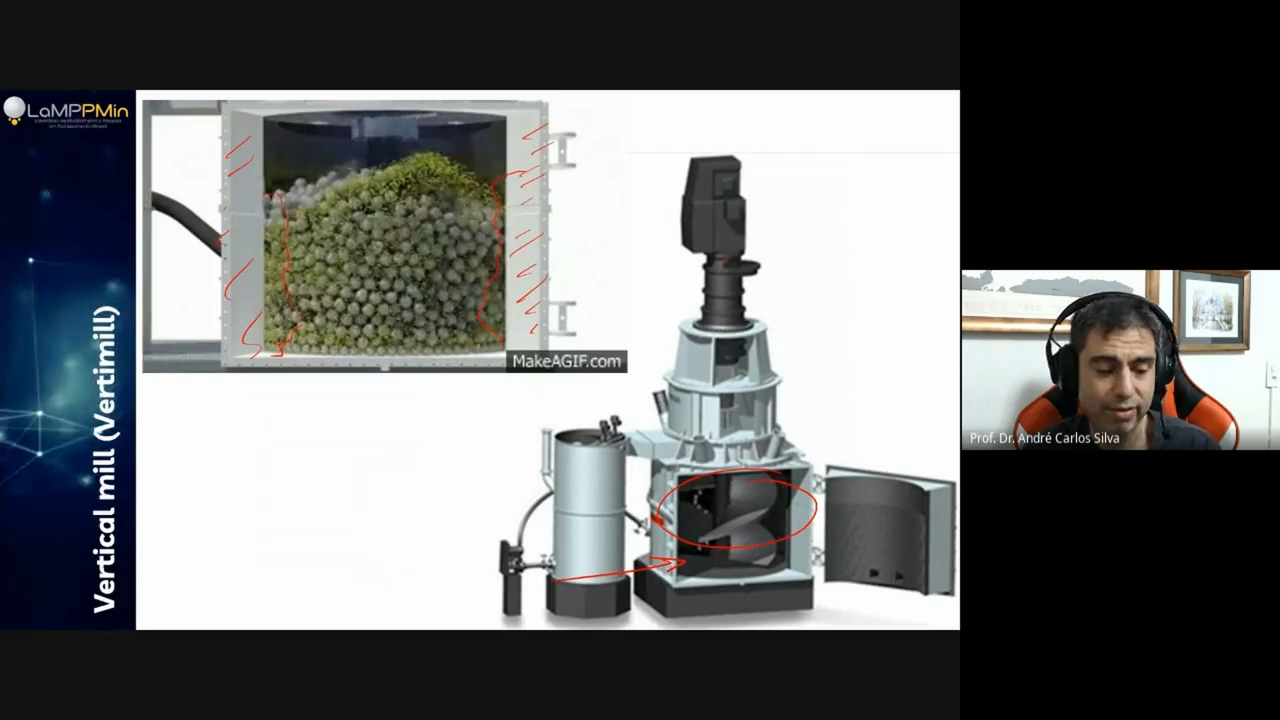 LaMPPMin
Vertical mill (Vertimill)
MakeAGIF.com
Prof. Dr. André Carlos Silva